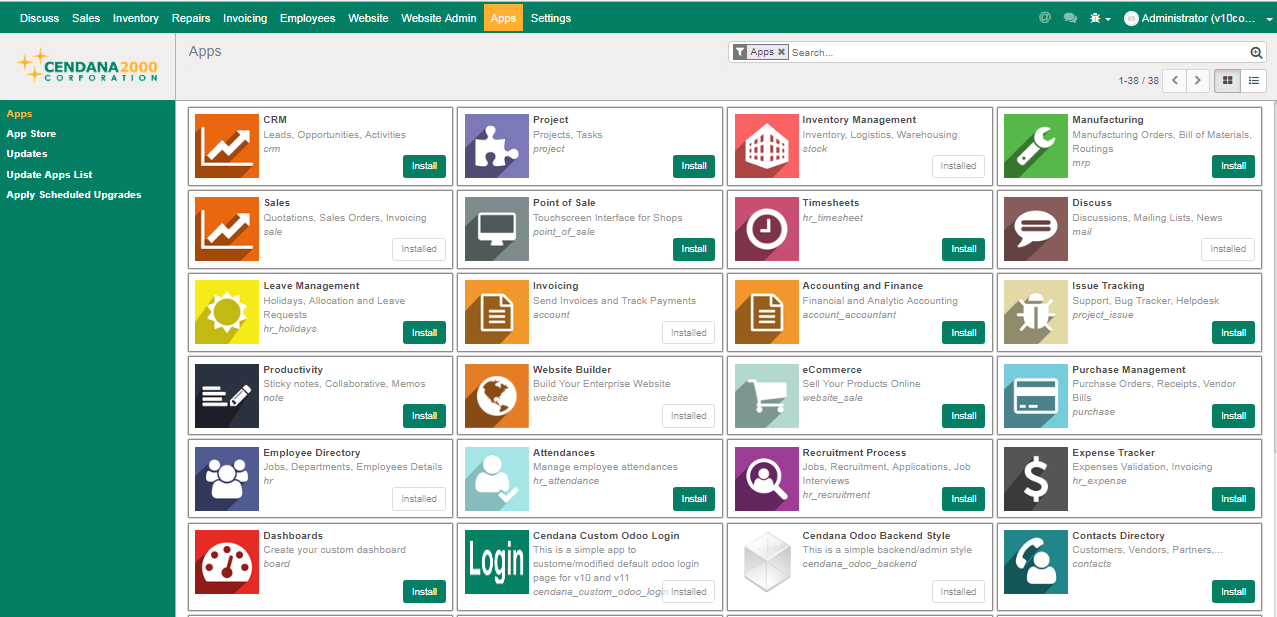 Discuss Sales Inventory Repairs Invoicing Employees Website Website Admin Apps Settings
@ Administrator (v10co...
CENDANA2000
CORPORATION
Apps
Apps Search...
1-38 / 38
Apps
App Store
Updates
Update Apps List
Apply Scheduled Upgrades
CRM
Leads, Opportunities, Activities
crm
Install
Project
Projects, Tasks
project
Install
Inventory Management
Inventory, Logistics, Warehousing
stock
Installed
Manufacturing
Manufacturing Orders, Bill of Materials,
Routings
mrp
Install
Sales
Quotations, Sales Orders, Invoicing
sale
Installed
Point of Sale
Touchscreen Interface for Shops
point_of_sale
Install
Timesheets
hr_timesheet
Install
Discuss
Discussions, Mailing Lists, News
mail
Installed
Leave Management
Holidays, Allocation and Leave
Requests
hr_holidays
Install
Invoicing
Send Invoices and Track Payments
account
Installed
Accounting and Finance
Financial and Analytic Accounting
account_accountant
Install
Issue Tracking
Support, Bug Tracker, Helpdesk
project_issue
Install
Productivity
Sticky notes, Collaborative, Memos
note
Install
Website Builder
Build Your Enterprise Website
website
Installed
eCommerce
Sell Your Products Online
website_sale
Install
Purchase Management
Purchase Orders, Receipts, Vendor
Bills
purchase
Install
Employee Directory
Jobs, Departments, Employees Details
hr
Installed
Attendances
Manage employee attendances
hr_attendance
Install
Recruitment Process
Jobs, Recruitment, Applications, Job
Interviews
hr_recruitment
Install
Expense Tracker
Expenses Validation, Invoicing
hr_expense
Install
Dashboards
Create your custom dashboard
board
Install
Login
Cendana Custom Odoo Login
This is a simple app to
custome/modified default odoo login
page for v10 and v11
cendana_custom_odoo_login
Installed
Cendana Odoo Backend Style
This is a simple backend/admin style
cendana_odoo_backend
Installed
Contacts Directory
Customers, Vendors, Partners,...
contacts
Install